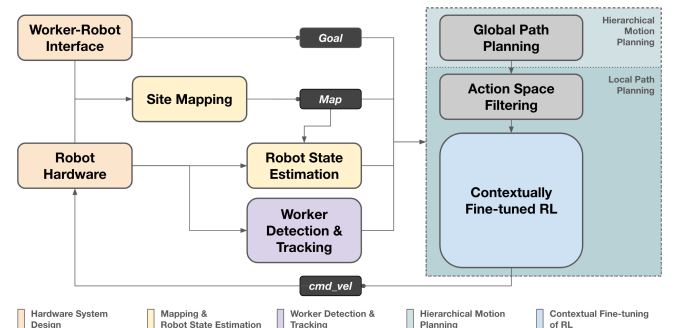 Worker-Robot
Interface
Goal
Global Path
Planning
Hierarchical
Motion
Planning
Local Path
Planning
Site Mapping
Map
Action Space
Filtering
Robot
Hardware
Robot State
Estimation
Contextually
Fine-tuned RL
Worker
Detection &
Tracking
cmd_vel
Hardware System
Design
Mapping &
Robot State Estimation
Worker Detection &
Tracking
Hierarchical Motion
Planning
Contextual Fine-tuning
of RL